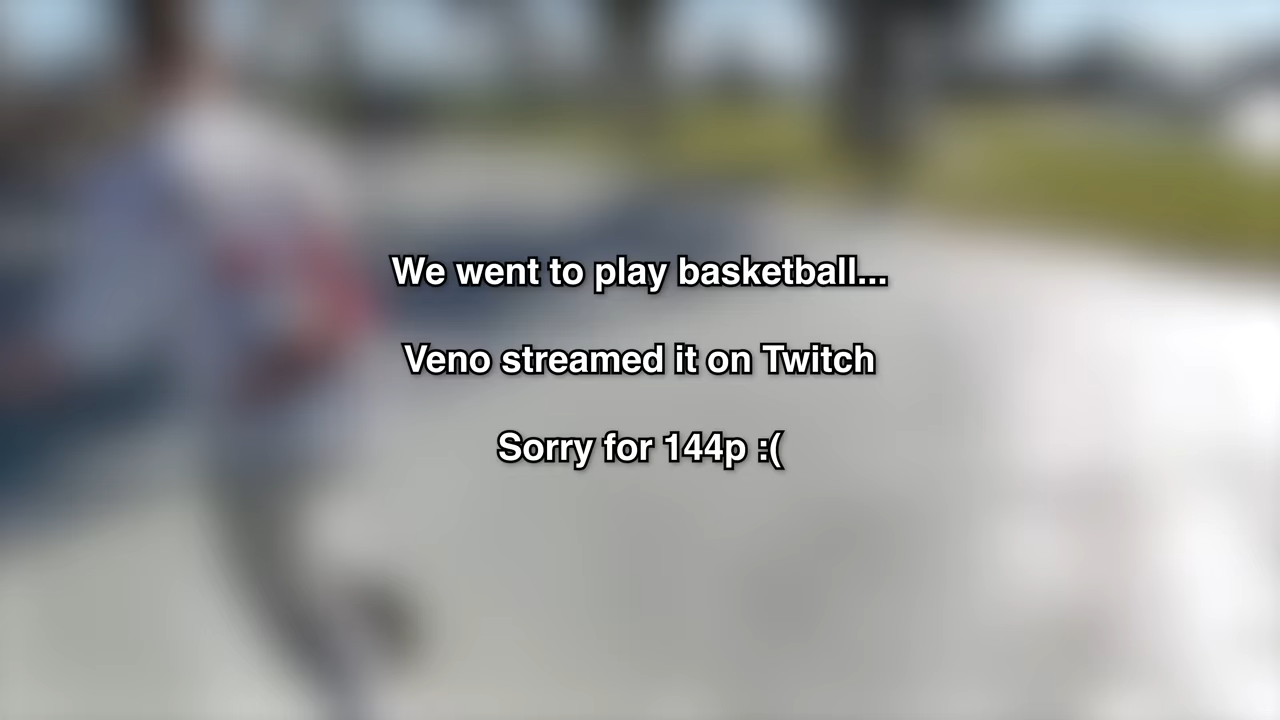 We went to play basketball...
Veno streamed it on Twitch
Sorry for 144p :(